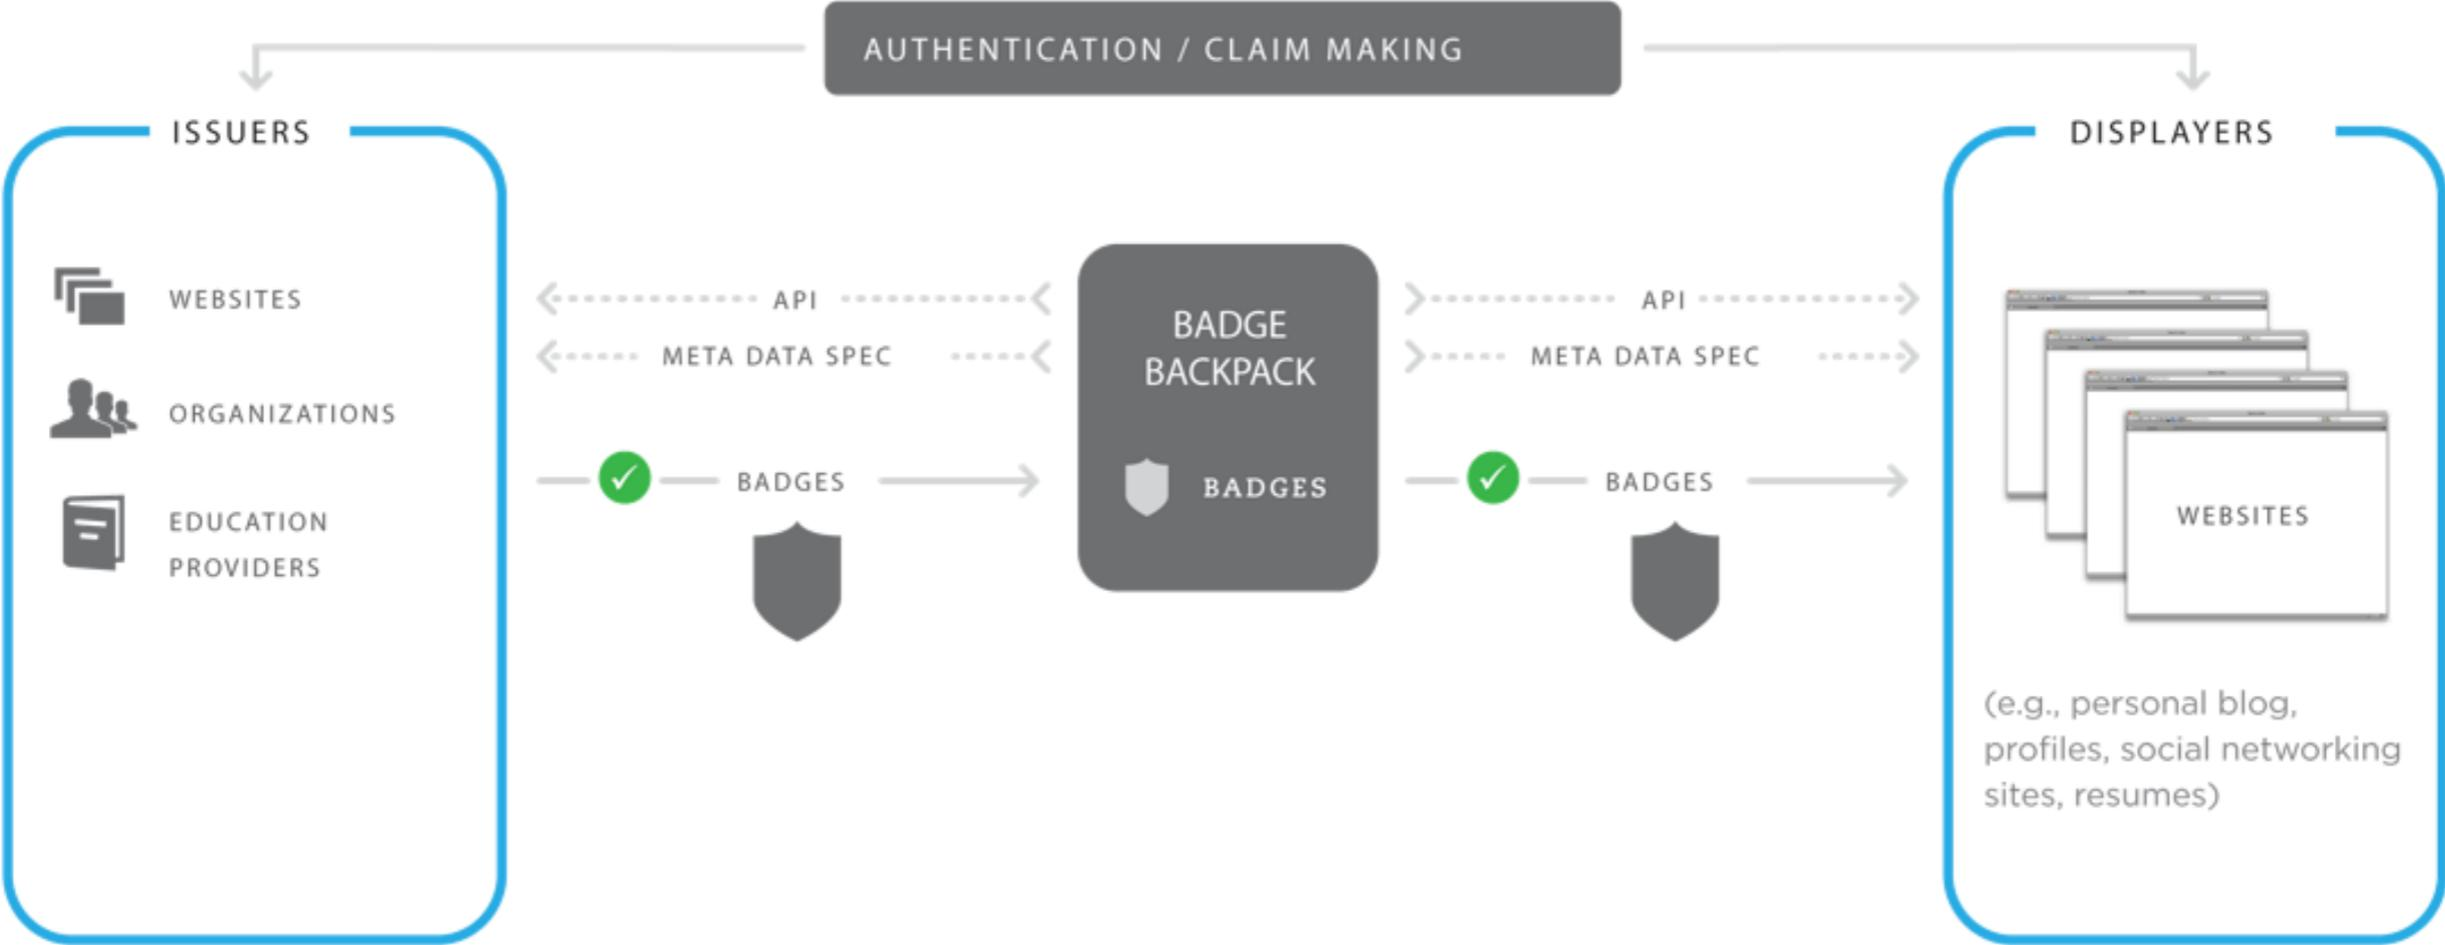 AUTHENTICATION / CLAIM MAKING
ISSUERS
WEBSITES
ORGANIZATIONS
EDUCATION
PROVIDERS
API
META DATA SPEC
BADGES
BADGE
BACKPACK
BADGES
API
META DATA SPEC
BADGES
DISPLAYERS
WEBSITES
(e.g., personal blog,
profiles, social networking
sites, resumes)